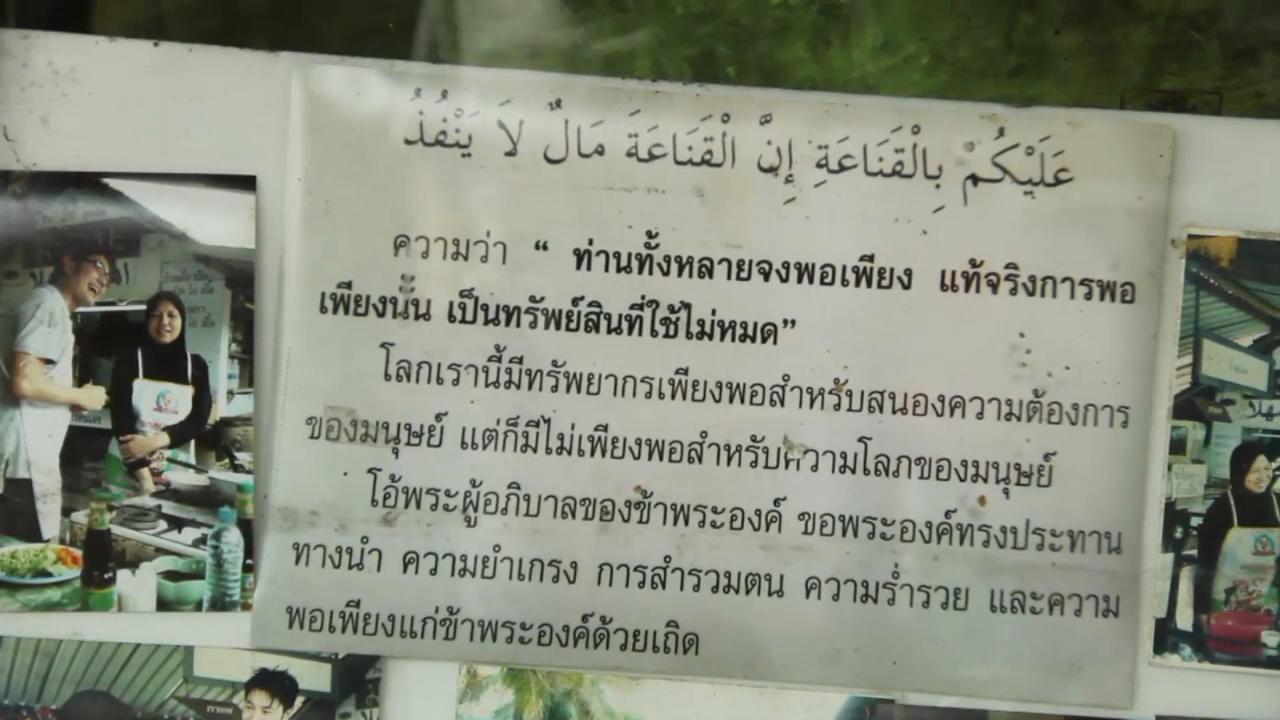 عَلَيْكُمْ بِالْقَنَاعَةِ إِنَّ الْقَنَاعَةَ مَالٌ لاَ يَنْفُذُ
ความว่า “ ท่านทั้งหลายจงพอเพียง แท้จริงการพอ
เพียงนั้น เป็นทรัพย์สินที่ใช้ไม่หมด”
โลกเรานี้มีทรัพยากรเพียงพอสำหรับสนองความต้องการ
ของมนุษย์ แต่ก็มีไม่เพียงพอสำหรับความโลภของมนุษย์
โอ้พระผู้อภิบาลของข้าพระองค์ ขอพระองค์ทรงประทาน
ทางนำ ความยำเกรง การสำรวมตน ความร่ำรวย และความ
พอเพียงแก่ข้าพระองค์ด้วยเถิด